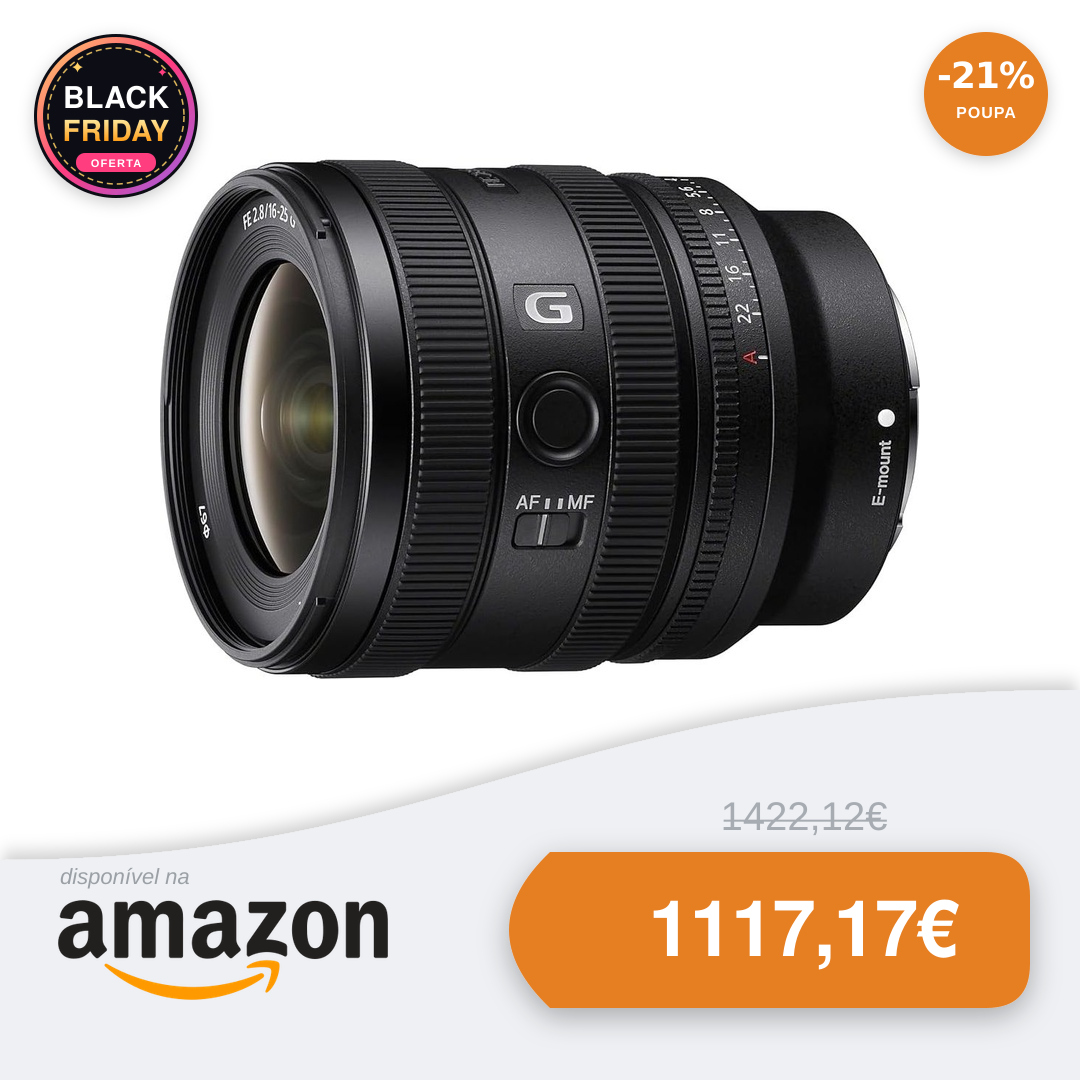 BLACK
FRIDAY
OFERTA
-21%
POUPA
FE 2.8/16-25 G
G
5.6
8
11
16
22
A
AF MF
E-mount
Φ67
1422,12€
disponível na
amazon
1117,17€